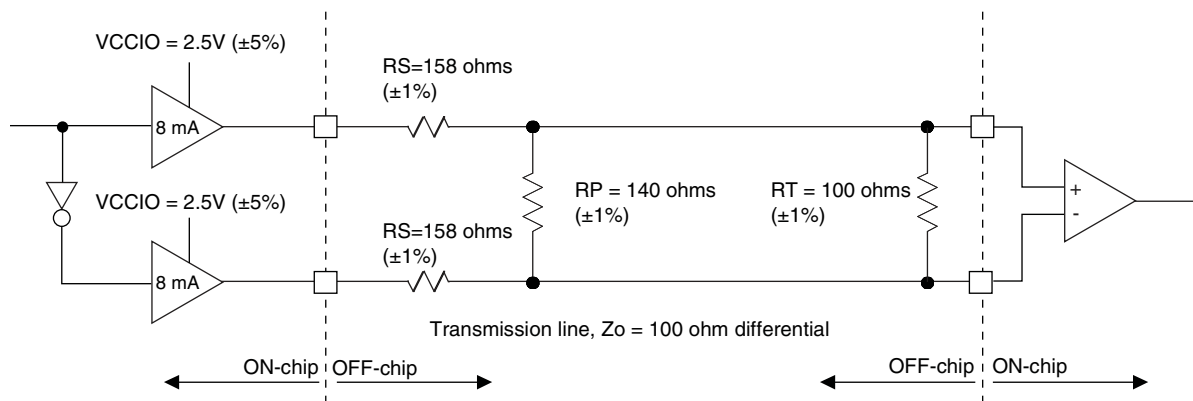 VCCIO = 2.5V (±5%)
RS=158 ohms
(±1%)
8 mA
+
-
RP = 140 ohms
(±1%)
RT = 100 ohms
(±1%)
VCCIO = 2.5V (±5%)
RS=158 ohms
(±1%)
8 mA
Transmission line, Zo = 100 ohm differential
ON-chip
OFF-chip
OFF-chip
ON-chip